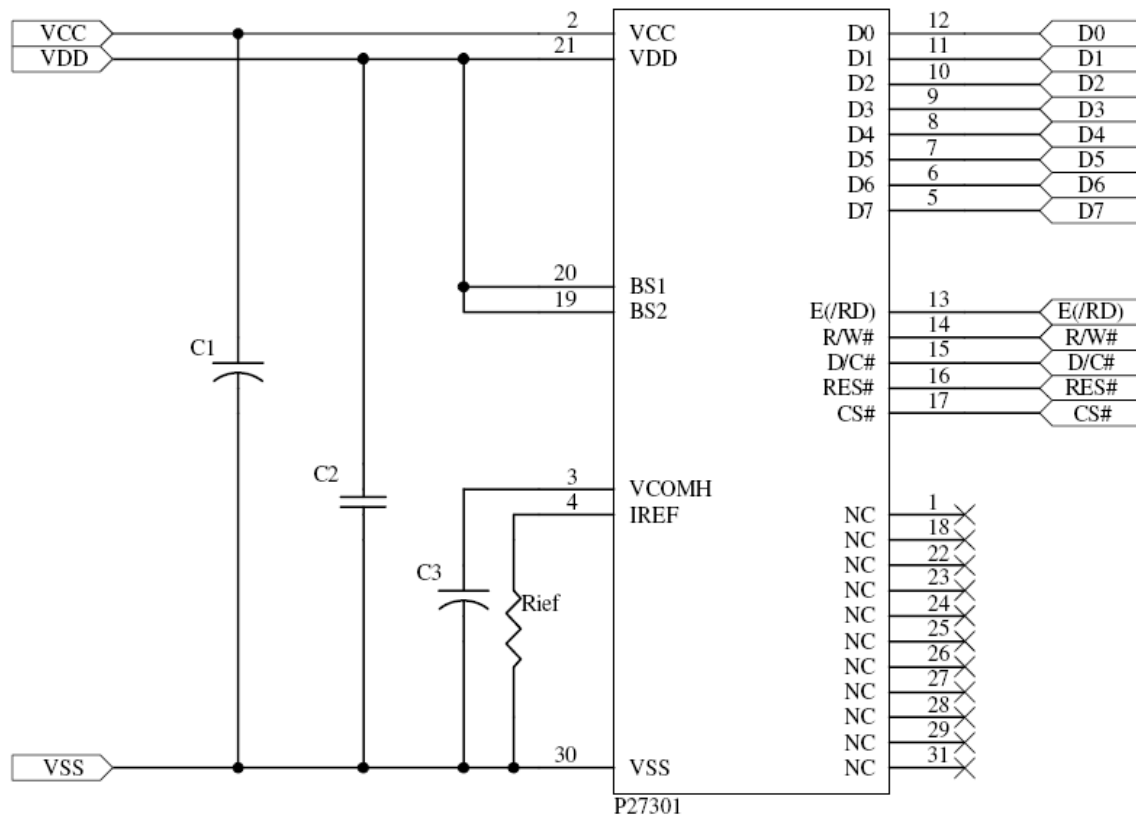 VCC 2 VCC D0 12 D0
VDD 21 VDD D1 11 D1
D2 10 D2
D3 9 D3
D4 8 D4
D5 7 D5
D6 6 D6
D7 5 D7
20 BS1
19 BS2 E(/RD) 13 E(/RD)
R/W# 14 R/W#
C1 D/C# 15 D/C#
RES# 16 RES#
CS# 17 CS#
C2 3 VCOMH
4 IREF NC 1
NC 18
NC 22
C3 Rief NC 23
NC 24
NC 25
NC 26
NC 27
NC 28
NC 29
VSS 30 VSS NC 31
P27301